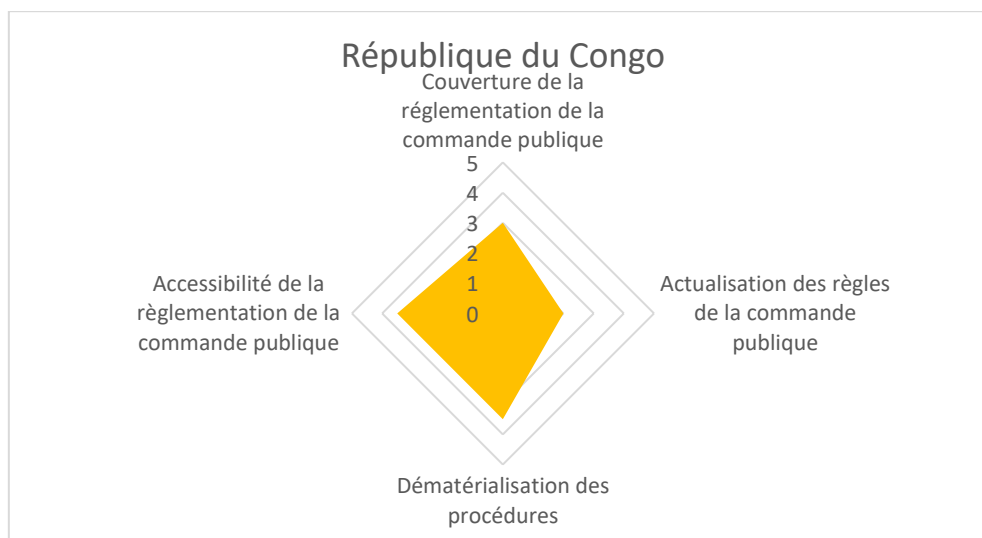 République du Congo
Couverture de la
réglementation de la
commande publique
5
4
3
2
1
0
Accessibilité de la
règlementation de la
commande publique
Actualisation des règles
de la commande
publique
Dématérialisation des
procédures